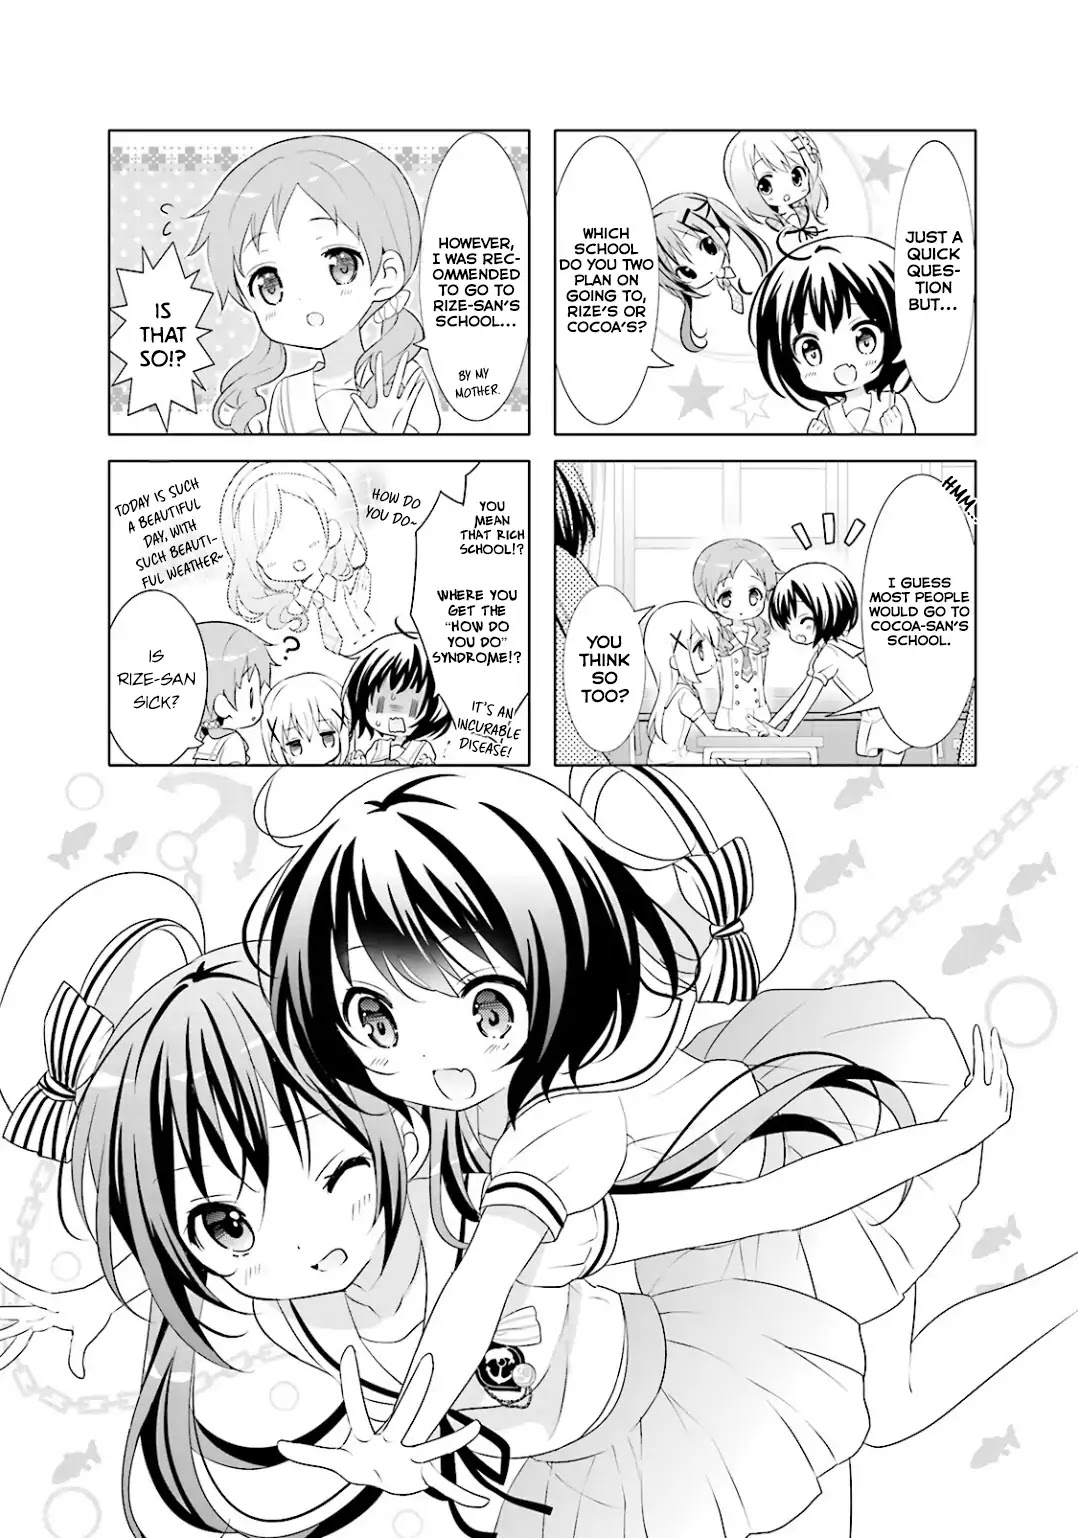 JUST A
QUICK
QUES-
TION
BUT...
WHICH
SCHOOL
DO YOU TWO
PLAN ON
GOING TO,
RIZE'S OR
COCOA'S?
HMM...
I GUESS
MOST PEOPLE
WOULD GO TO
COCOA-SAN'S
SCHOOL.
YOU
THINK
SO
TOO?
HOWEVER,
I WAS REC-
OMMENDED
TO GO TO
RIZE-SAN'S
SCHOOL...
BY MY
MOTHER.
IS
THAT
SO!?
YOU
MEAN
THAT RICH
SCHOOL!?
WHERE YOU
GET THE
"HOW DO
YOU DO"
SYNDROME!?
IT'S AN
INCURABLE
DISEASE!
HOW DO
YOU DO~
TODAY IS SUCH
A BEAUTIFUL
DAY, WITH
SUCH BEAUTI-
FUL WEATHER~
?
IS
RIZE-SAN
SICK?